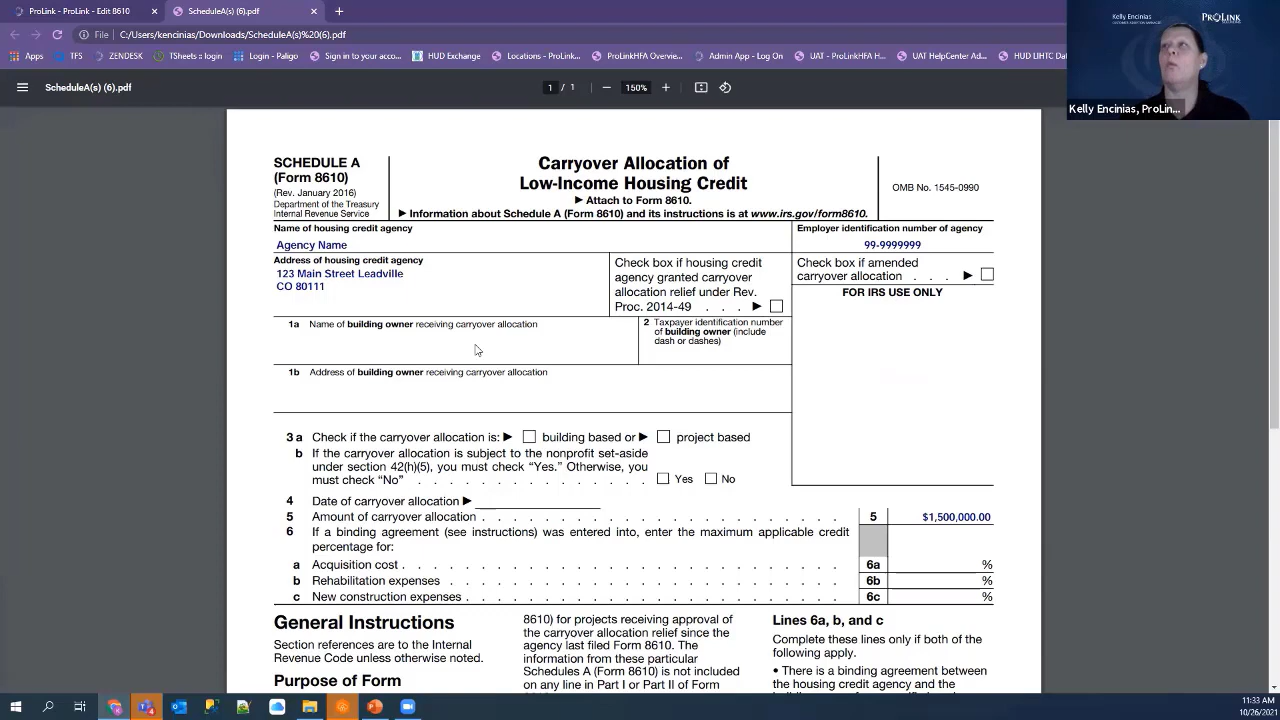 ProLink - ProLink - Edit 8610
ScheduleA(s) (6).pdf
File
C:/Users/kencinias/Downloads/ScheduleA(s)%20(6).pdf
Apps
TFS
ZENDESK
TSheets :: login
Login - Paligo
Sign in to your acco...
HUD Exchange
Locations - ProLink...
ProLinkHFA Overvie...
Admin App - Log On
UAT - ProLinkHFA H...
UAT HelpCenter Ad...
HUD LIHTC Dat
Kelly Encinias
PROLINK
Kelly Encinias, ProLin...
ScheduleA(s) (6).pdf
1 / 1
150%
SCHEDULE A
(Form 8610)
(Rev. January 2016)
Department of the Treasury
Internal Revenue Service
Carryover Allocation of
Low-Income Housing Credit
▶ Attach to Form 8610.
▶ Information about Schedule A (Form 8610) and its instructions is at www.irs.gov/form8610.
OMB No. 1545-0990
Name of housing credit agency
Agency Name
Employer identification number of agency
99-9999999
Address of housing credit agency
123 Main Street Leadville
CO 80111
Check box if housing credit
agency granted carryover
allocation relief under Rev.
Proc. 2014-49 . . . ▶
Check box if amended
carryover allocation . . . ▶
FOR IRS USE ONLY
1a Name of building owner receiving carryover allocation
2 Taxpayer identification number
of building owner (include
dash or dashes)
1b Address of building owner receiving carryover allocation
3 a Check if the carryover allocation is: ▶ building based or ▶ project based
b If the carryover allocation is subject to the nonprofit set-aside
under section 42(h)(5), you must check “Yes.” Otherwise, you
must check “No” . . . . . . . . . . . . . . . Yes No
4 Date of carryover allocation ▶
5 Amount of carryover allocation . . . . . . . . . . . . . . . . . . . . . . . 5 $1,500,000.00
6 If a binding agreement (see instructions) was entered into, enter the maximum applicable credit
percentage for:
a Acquisition cost . . . . . . . . . . . . . . . . . . . . . . . . . . . 6a %
b Rehabilitation expenses . . . . . . . . . . . . . . . . . . . . . . . . 6b %
c New construction expenses . . . . . . . . . . . . . . . . . . . . . . . 6c %
General Instructions
Section references are to the Internal
Revenue Code unless otherwise noted.
Purpose of Form
8610) for projects receiving approval of
the carryover allocation relief since the
agency last filed Form 8610. The
information from these particular
Schedules A (Form 8610) is not included
on any line in Part I or Part II of Form
Lines 6a, b, and c
Complete these lines only if both of the
following apply.
• There is a binding agreement between
the housing credit agency and the
11:33 AM
10/26/2021